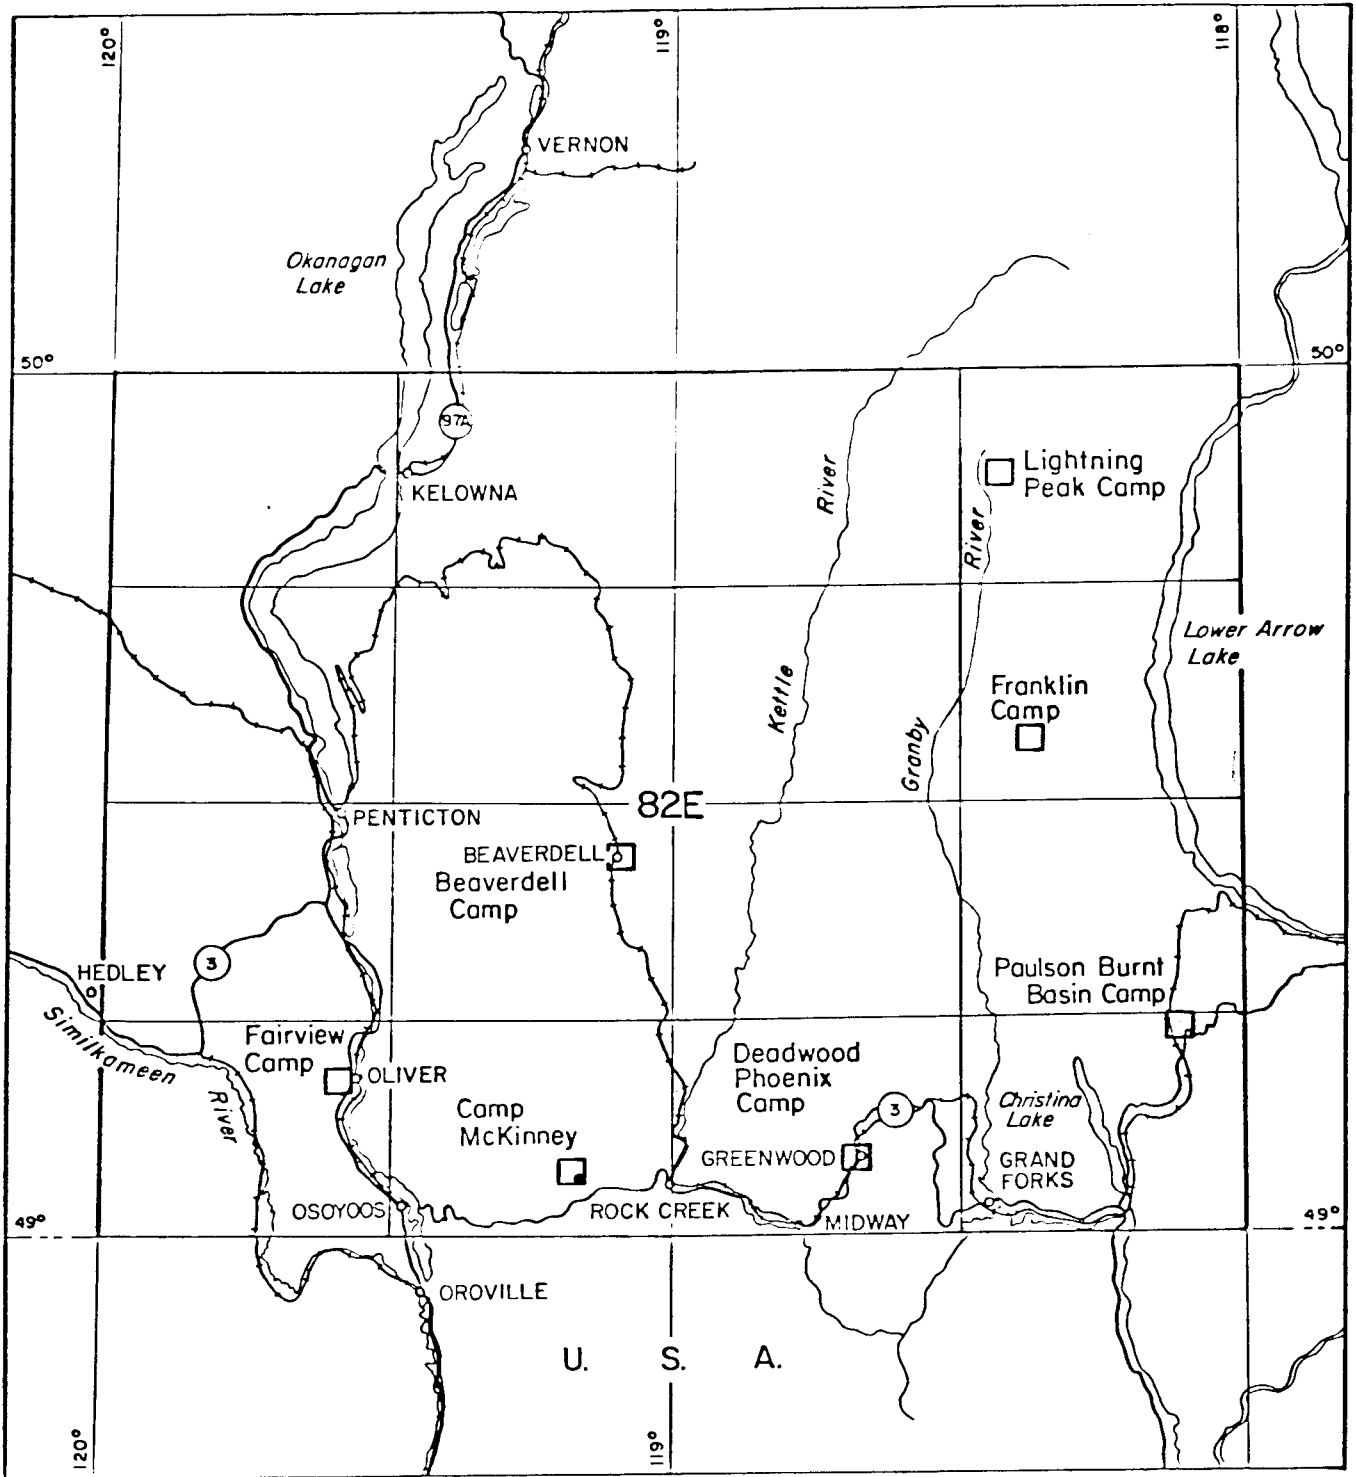 120°
119°
118°
VERNON
Okanagan
Lake
50°
50°
97A
KELOWNA
River
Lightning
Peak Camp
River
Lower Arrow
Lake
Kettle
Franklin
Camp
Granby
82E
PENTICTON
BEAVERDELL
Beaverdell
Camp
3
HEDLEY
Paulson Burnt
Basin Camp
Similkameen
River
Fairview
Camp
OLIVER
Deadwood
Phoenix
Camp
Camp
McKinney
3
Christina
Lake
GREENWOOD
GRAND
FORKS
OSOYOOS
ROCK CREEK
MIDWAY
49°
49°
OROVILLE
U. S. A.
120°
119°